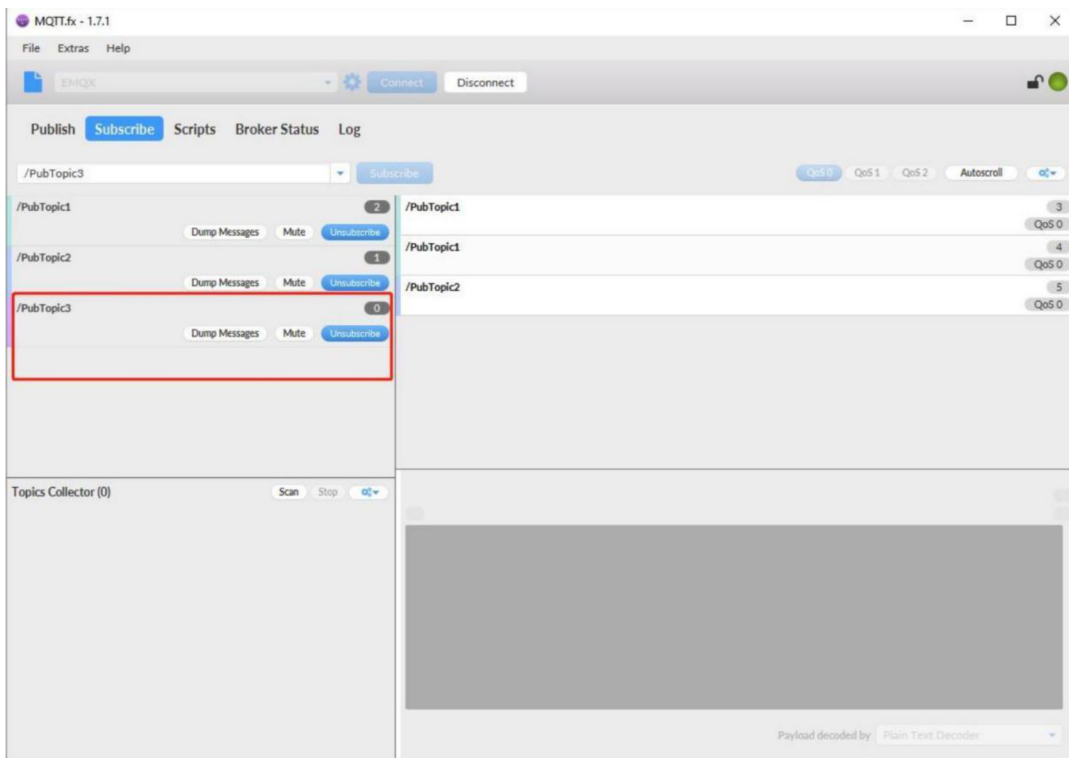 MQTT.fx - 1.7.1
File Extras Help
EMQX Connect Disconnect
Publish Subscribe Scripts Broker Status Log
/PubTopic3 Subscribe QoS 0 QoS 1 QoS 2 Autoscroll
/PubTopic1 2
Dump Messages Mute Unsubscribe
/PubTopic2 1
Dump Messages Mute Unsubscribe
/PubTopic3 0
Dump Messages Mute Unsubscribe
/PubTopic1 3
QoS 0
/PubTopic1 4
QoS 0
/PubTopic2 5
QoS 0
Topics Collector (0) Scan Stop
Payload decoded by Plain Text Decoder